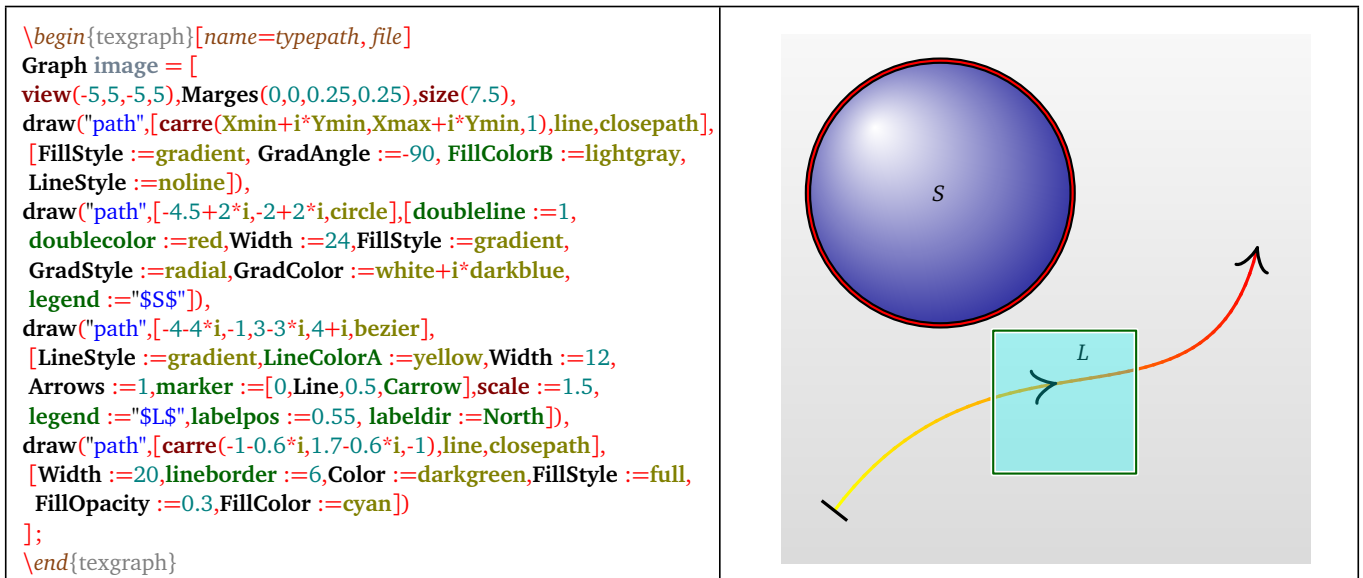 \begin{texgraph}[name=typepath, file]
Graph image = [
view(-5,5,-5,5),Marges(0,0,0.25,0.25),size(7.5),
draw("path",[carre(Xmin+i*Ymin,Xmax+i*Ymin,1),line,closepath],
[FillStyle :=gradient, GradAngle :=-90, FillColorB :=lightgray,
LineStyle :=noline]),
draw("path",[-4.5+2*i,-2+2*i,circle],[doubleline :=1,
doublecolor :=red,Width :=24,FillStyle :=gradient,
GradStyle :=radial,GradColor :=white+i*darkblue,
legend :="$S$"]),
draw("path",[-4-4*i,-1,3-3*i,4+i,bezier],
[LineStyle :=gradient,LineColorA :=yellow,Width :=12,
Arrows :=1,marker :=[0,Line,0.5,Carrow],scale :=1.5,
legend :="$L$",labelpos :=0.55, labeldir :=North]),
draw("path",[carre(-1-0.6*i,1.7-0.6*i,-1),line,closepath],
[Width :=20,lineborder :=6,Color :=darkgreen,FillStyle :=full,
FillOpacity :=0.3,FillColor :=cyan])
];
\end{texgraph}
S
L